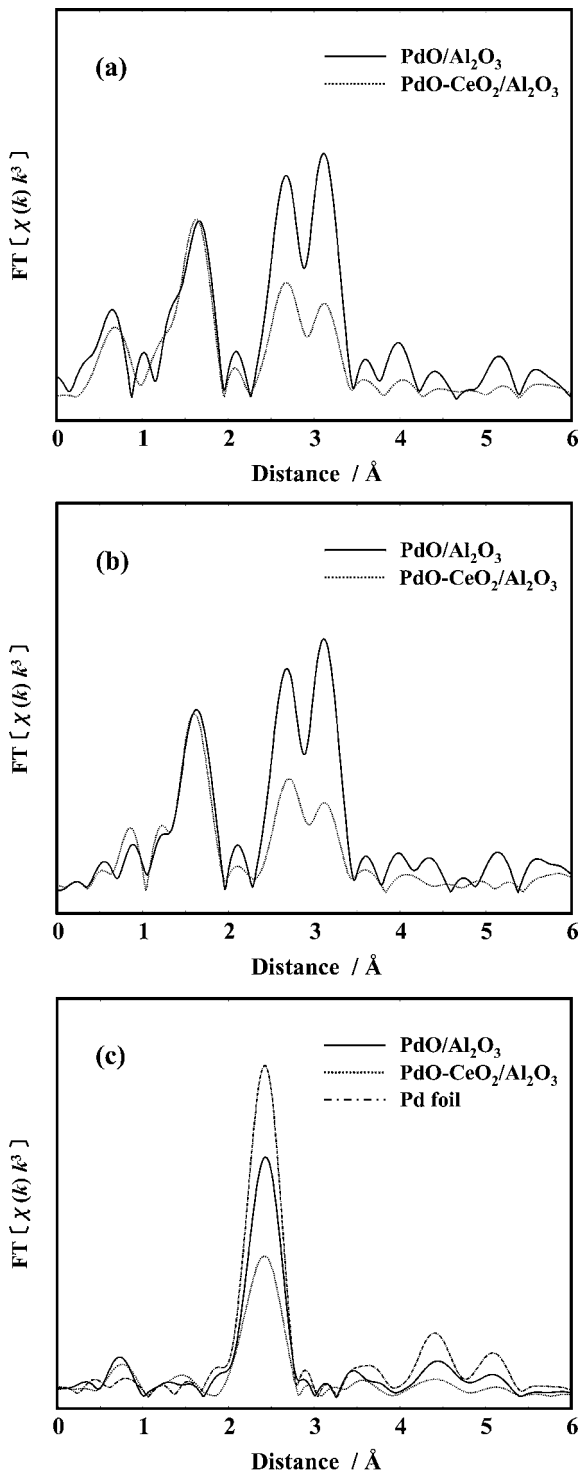 (a)
PdO/Al₂O₃
PdO-CeO₂/Al₂O₃
FT〔χ(k) k³〕
0 1 2 3 4 5 6
Distance / Å
(b)
PdO/Al₂O₃
PdO-CeO₂/Al₂O₃
FT〔χ(k) k³〕
0 1 2 3 4 5 6
Distance / Å
(c)
PdO/Al₂O₃
PdO-CeO₂/Al₂O₃
Pd foil
FT〔χ(k) k³〕
0 1 2 3 4 5 6
Distance / Å